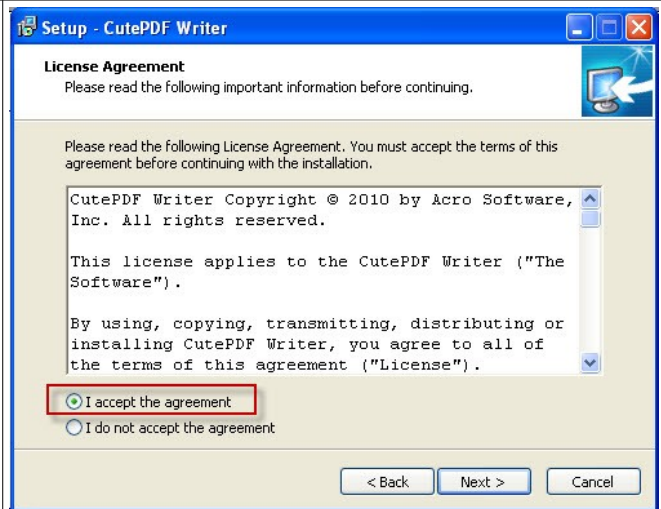 Setup - CutePDF Writer
License Agreement
Please read the following important information before continuing.
Please read the following License Agreement. You must accept the terms of this
agreement before continuing with the installation.
CutePDF Writer Copyright © 2010 by Acro Software,
Inc. All rights reserved.
This license applies to the CutePDF Writer ("The
Software").
By using, copying, transmitting, distributing or
installing CutePDF Writer, you agree to all of
the terms of this agreement ("License").
I accept the agreement
I do not accept the agreement
< Back Next > Cancel